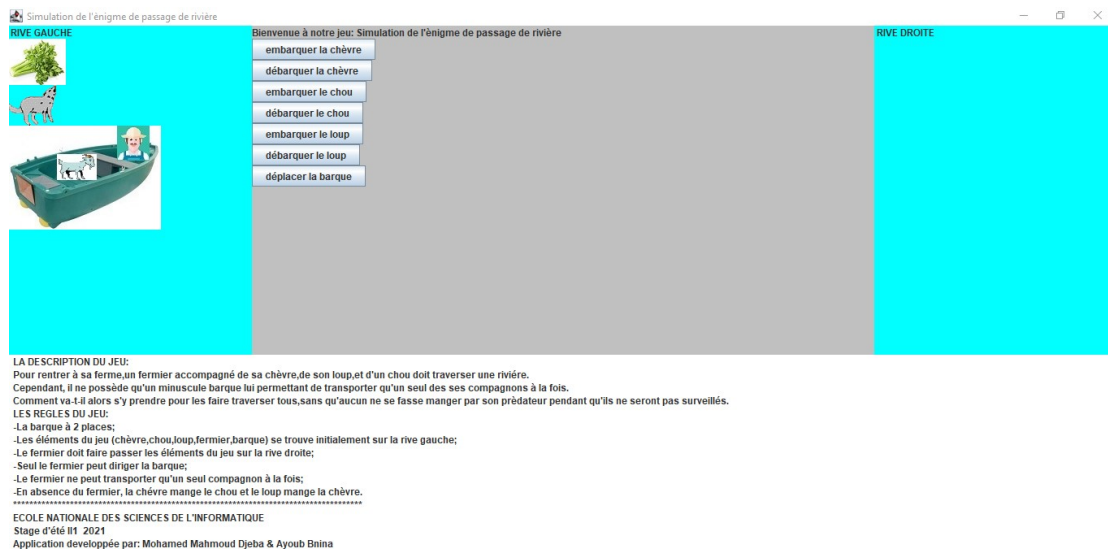 Simulation de l'ènigme de passage de rivière
RIVE GAUCHE
Bienvenue à notre jeu: Simulation de l'ènigme de passage de rivière
RIVE DROITE
embarquer la chèvre
débarquer la chèvre
embarquer le chou
débarquer le chou
embarquer le loup
débarquer le loup
déplacer la barque
LA DESCRIPTION DU JEU:
Pour rentrer à sa ferme,un fermier accompagné de sa chèvre,de son loup,et d'un chou doit traverser une riviére.
Cependant, il ne possède qu'un minuscule barque lui permettant de transporter qu'un seul des ses compagnons à la fois.
Comment va-t-il alors s'y prendre pour les faire traverser tous,sans qu'aucun ne se fasse manger par son prèdateur pendant qu'ils ne seront pas surveillés.
LES REGLES DU JEU:
-La barque à 2 places;
-Les éléments du jeu (chèvre,chou,loup,fermier,barque) se trouve initialement sur la rive gauche;
-Le fermier doit faire passer les éléments du jeu sur la rive droite;
-Seul le fermier peut diriger la barque;
-Le fermier ne peut transporter qu'un seul compagnon à la fois;
-En absence du fermier, la chévre mange le chou et le loup mange la chèvre.
**************************************************************************************
ECOLE NATIONALE DES SCIENCES DE L'INFORMATIQUE
Stage d'été II1 2021
Application developpée par: Mohamed Mahmoud Djeba & Ayoub Bnina